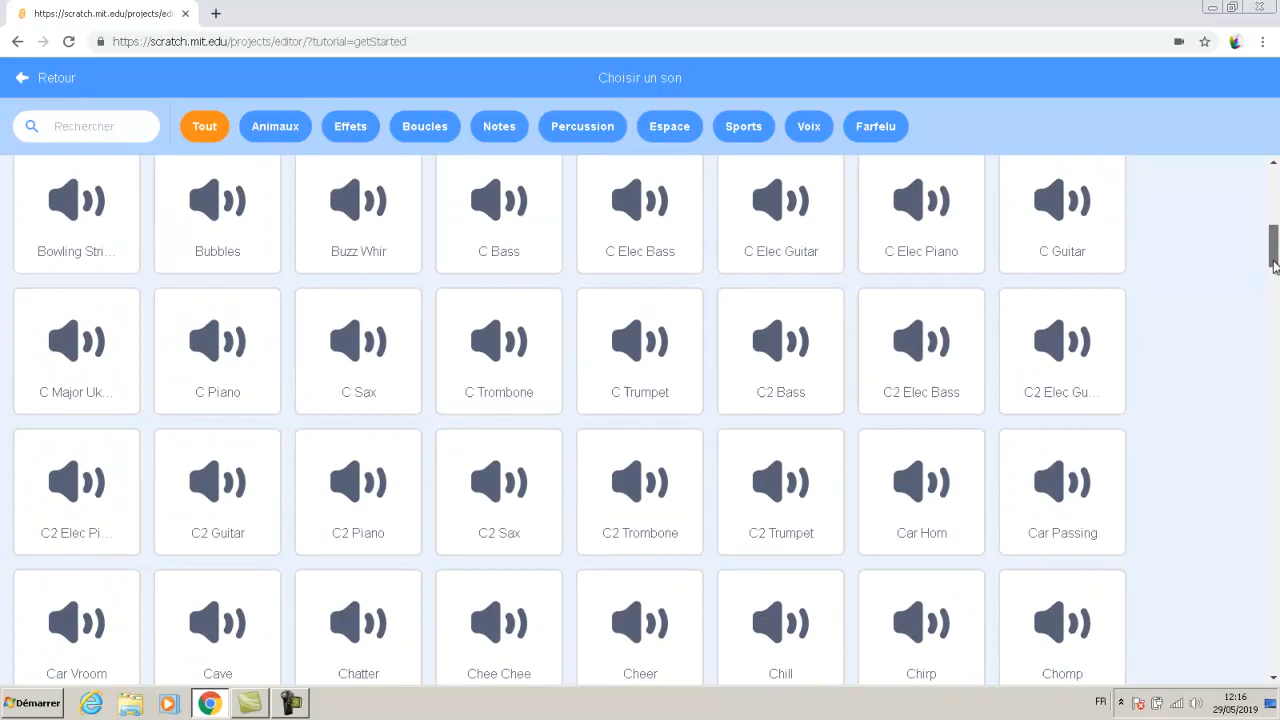 https://scratch.mit.edu/projects/edi
https://scratch.mit.edu/projects/editor/?tutorial=getStarted
Retour
Choisir un son
Rechercher
Tout Animaux Effets Boucles Notes Percussion Espace Sports Voix Farfelu
Bowling Stri... Bubbles Buzz Whir C Bass C Elec Bass C Elec Guitar C Elec Piano C Guitar
C Major Uk... C Piano C Sax C Trombone C Trumpet C2 Bass C2 Elec Bass C2 Elec Gu...
C2 Elec Pi... C2 Guitar C2 Piano C2 Sax C2 Trombone C2 Trumpet Car Horn Car Passing
Car Vroom Cave Chatter Chee Chee Cheer Chill Chirp Chomp
Démarrer
FR
12:16
29/05/2019